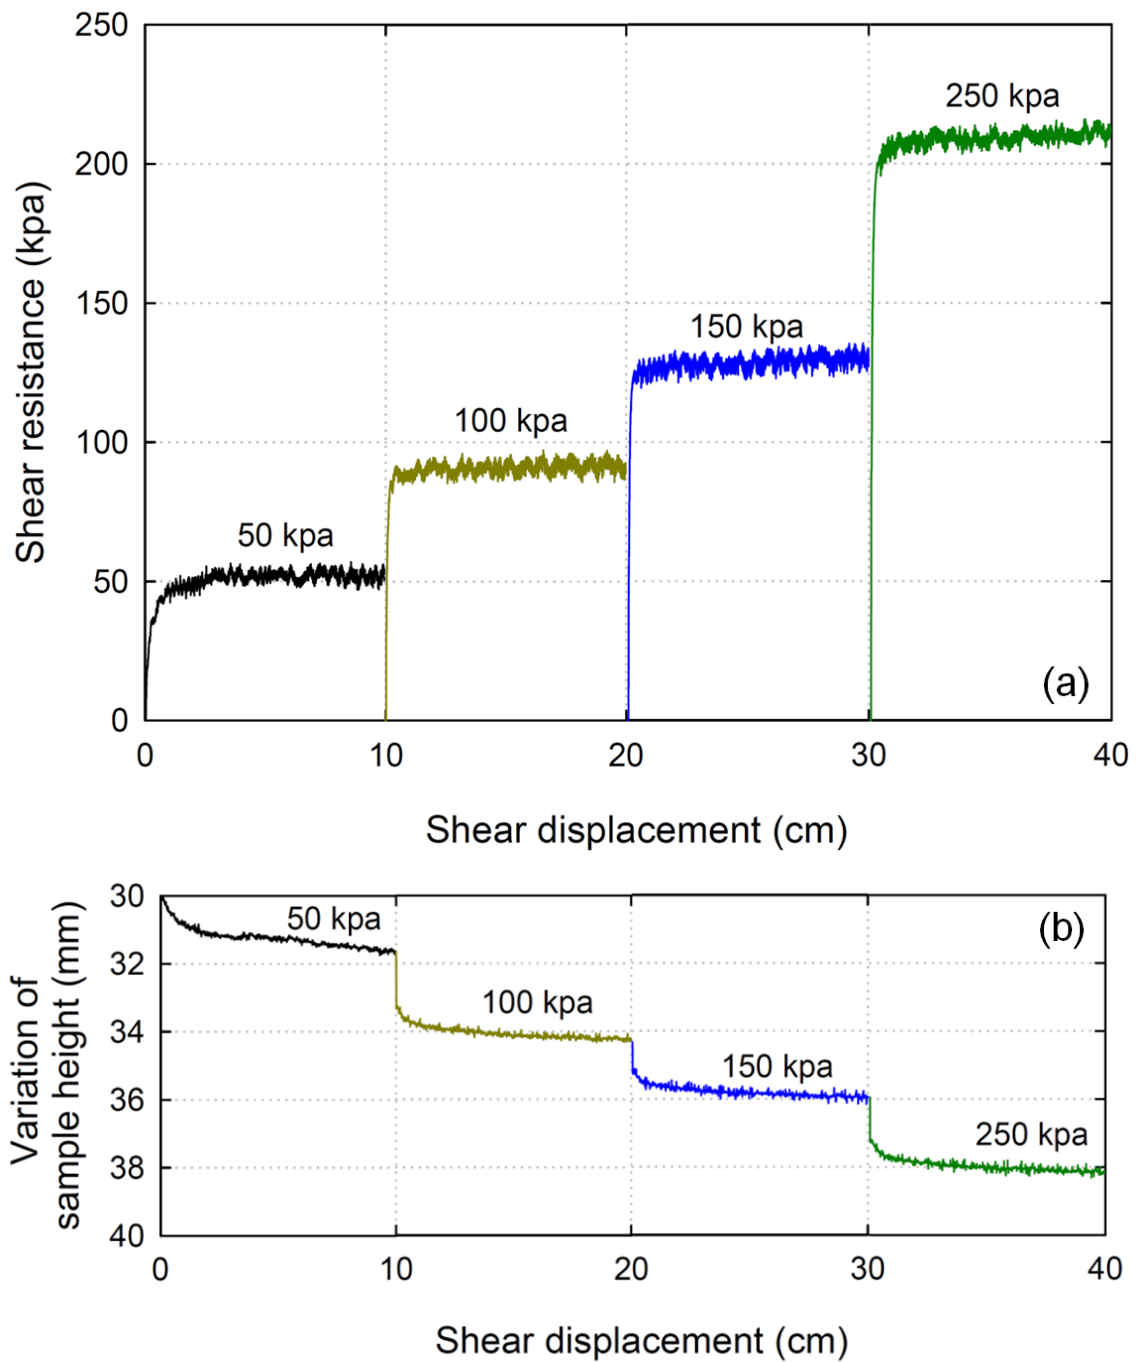 250
200
150
100
50
0
Shear resistance (kpa)
50 kpa
100 kpa
150 kpa
250 kpa
(a)
0
10
20
30
40
Shear displacement (cm)
30
32
34
36
38
40
Variation of
sample height (mm)
50 kpa
100 kpa
150 kpa
250 kpa
(b)
0
10
20
30
40
Shear displacement (cm)